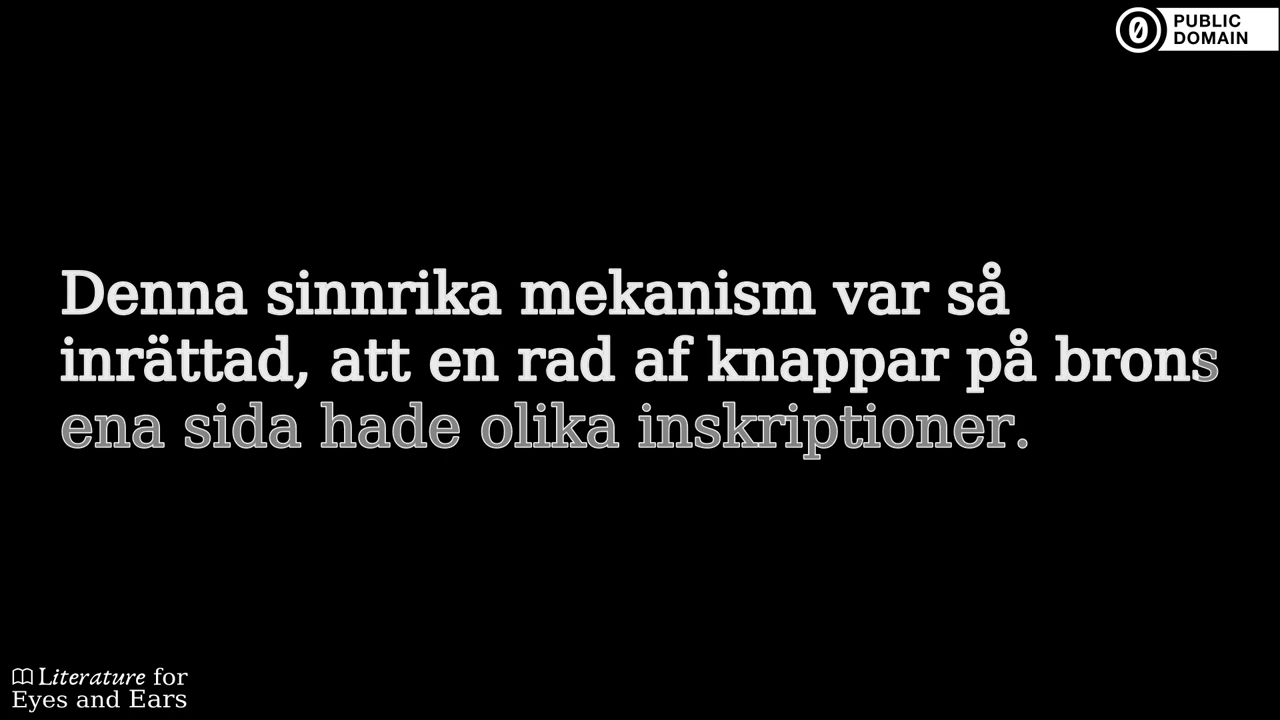 PUBLIC
DOMAIN
Denna sinnrika mekanism var så
inrättad, att en rad af knappar på brons
ena sida hade olika inskriptioner.
Literature for
Eyes and Ears